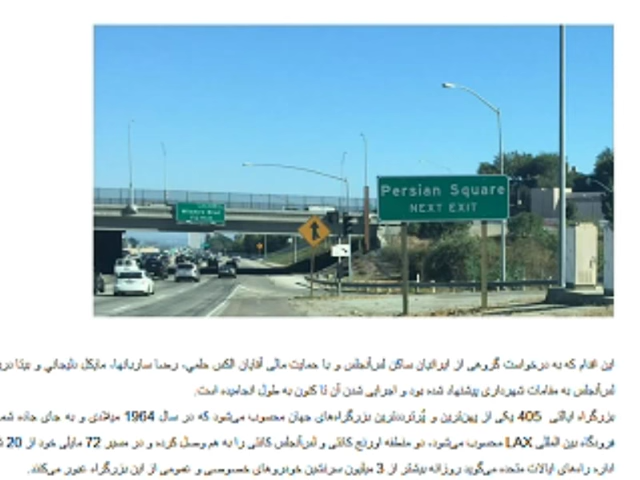 Persian Square
NEXT EXIT
این اقدام که به درخواست گروهی از ایرانیان ساکن لس‌آنجلس و با حمایت مالی آقایان الکس حلمی، رضا ساربانها، مایکل
لس‌آنجلس به مقامات شهرداری پیشنهاد شده بود و اجرایی شدن آن تا کنون به طول انجامیده است.
بزرگراه ایالتی 405 یکی از پهن‌ترین و پُرترددترین بزرگراه‌های جهان محسوب می‌شود که در سال 1964 میلادی و به جای جاده
فرودگاه بین المللی LAX محسوب می‌شود، دو منطقه اورنج کانتی و لس‌آنجلس کانتی را به هم وصل کرده و در مسیر 72 مایلی خود از 20
اداره راه‌های ایالات متحده می‌گوید روزانه بیشتر از 3 میلیون سرنشین خودروهای خصوصی و عمومی از این بزرگراه عبور می‌کنند.